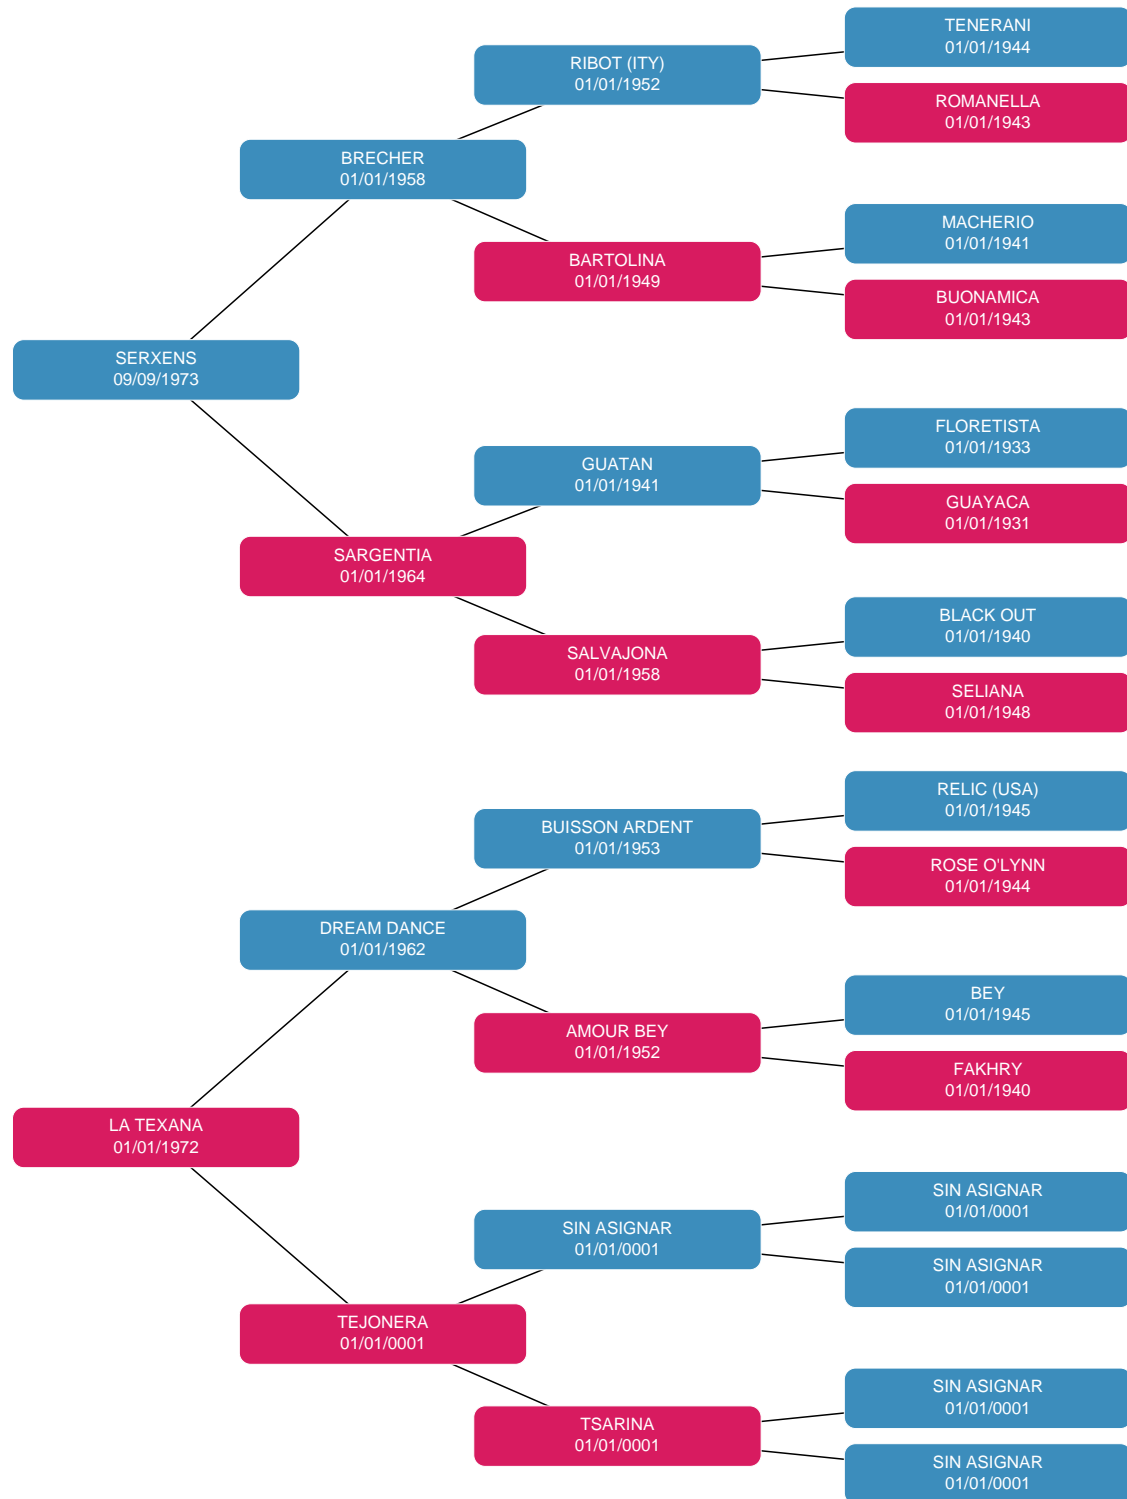 TENERANI
01/01/1944
RIBOT (ITY)
01/01/1952
ROMANELLA
01/01/1943
BRECHER
01/01/1958
MACHERIO
01/01/1941
BARTOLINA
01/01/1949
BUONAMICA
01/01/1943
SERXENS
09/09/1973
FLORETISTA
01/01/1933
GUATAN
01/01/1941
GUAYACA
01/01/1931
SARGENTIA
01/01/1964
BLACK OUT
01/01/1940
SALVAJONA
01/01/1958
SELIANA
01/01/1948
RELIC (USA)
01/01/1945
BUISSON ARDENT
01/01/1953
ROSE O'LYNN
01/01/1944
DREAM DANCE
01/01/1962
BEY
01/01/1945
AMOUR BEY
01/01/1952
FAKHRY
01/01/1940
LA TEXANA
01/01/1972
SIN ASIGNAR
01/01/0001
SIN ASIGNAR
01/01/0001
SIN ASIGNAR
01/01/0001
TEJONERA
01/01/0001
SIN ASIGNAR
01/01/0001
TSARINA
01/01/0001
SIN ASIGNAR
01/01/0001